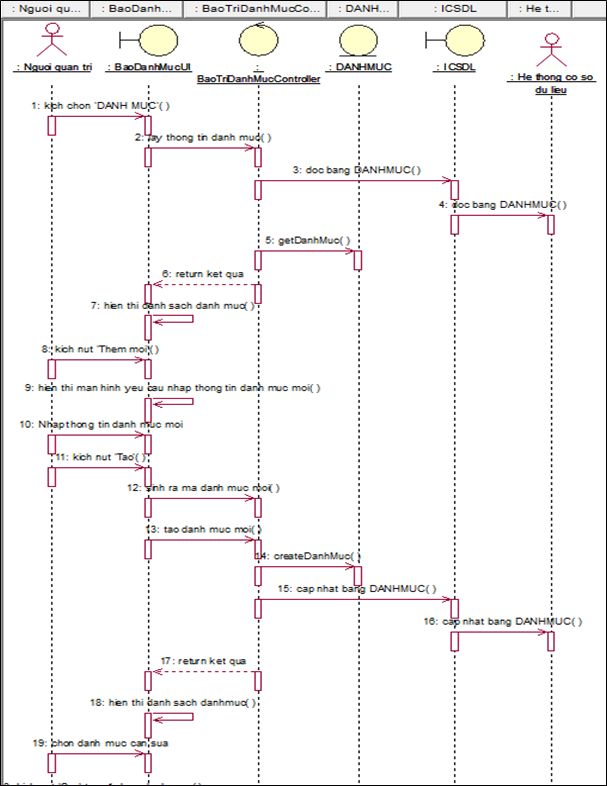 : Nguoi qu...
: BaoDanh...
: BaoTriDanhMucCo...
: DANH...
: ICSDL
: He t...
: Nguoi quan tri
: BaoDanhMucUI
:
BaoTriDanhMucController
: DANHMUC
: ICSDL
: He thong co so
du lieu
1: kich chon 'DANH MUC'( )
2: lay thong tin danh muc( )
3: doc bang DANHMUC( )
4: doc bang DANHMUC( )
5: getDanhMuc( )
6: return ket qua
7: hien thi danh sach danh muc( )
8: kich nut 'Them moi'( )
9: hien thi man hinh yeu cau nhap thong tin danh muc moi( )
10: Nhap thong tin danh muc moi
11: kich nut 'Tao'( )
12: sinh ra ma danh muc moi( )
13: tao danh muc moi( )
14: createDanhMuc( )
15: cap nhat bang DANHMUC( )
16: cap nhat bang DANHMUC( )
17: return ket qua
18: hien thi danh sach danhmuc( )
19: chon danh muc can sua